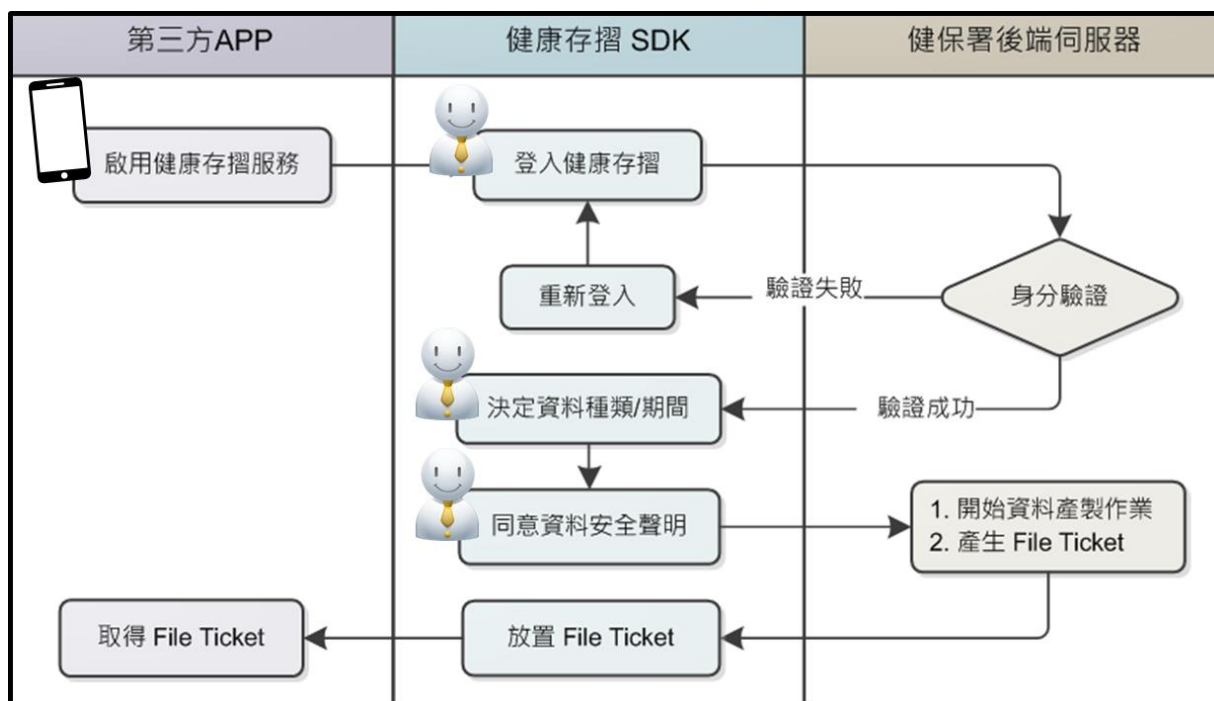 第三方APP
健康存摺 SDK
健保署後端伺服器
啟用健康存摺服務
登入健康存摺
重新登入
驗證失敗
身分驗證
決定資料種類/期間
驗證成功
同意資料安全聲明
1. 開始資料產製作業
2. 產生 File Ticket
取得 File Ticket
放置 File Ticket